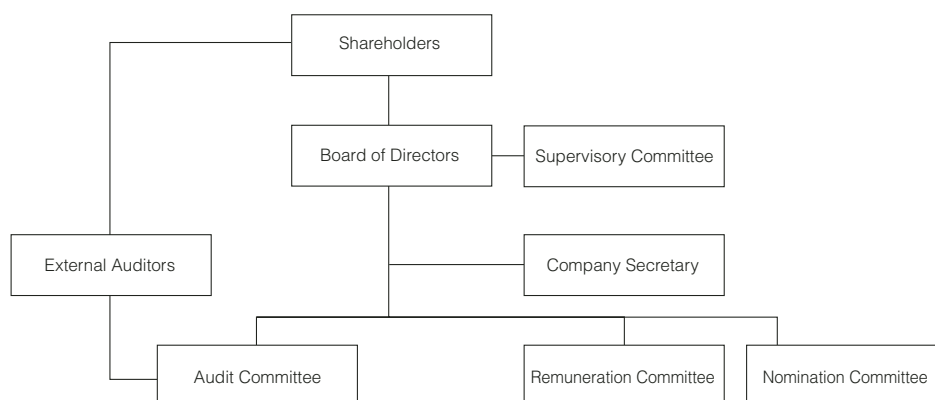 Shareholders
Board of Directors
Supervisory Committee
External Auditors
Company Secretary
Audit Committee
Remuneration Committee
Nomination Committee